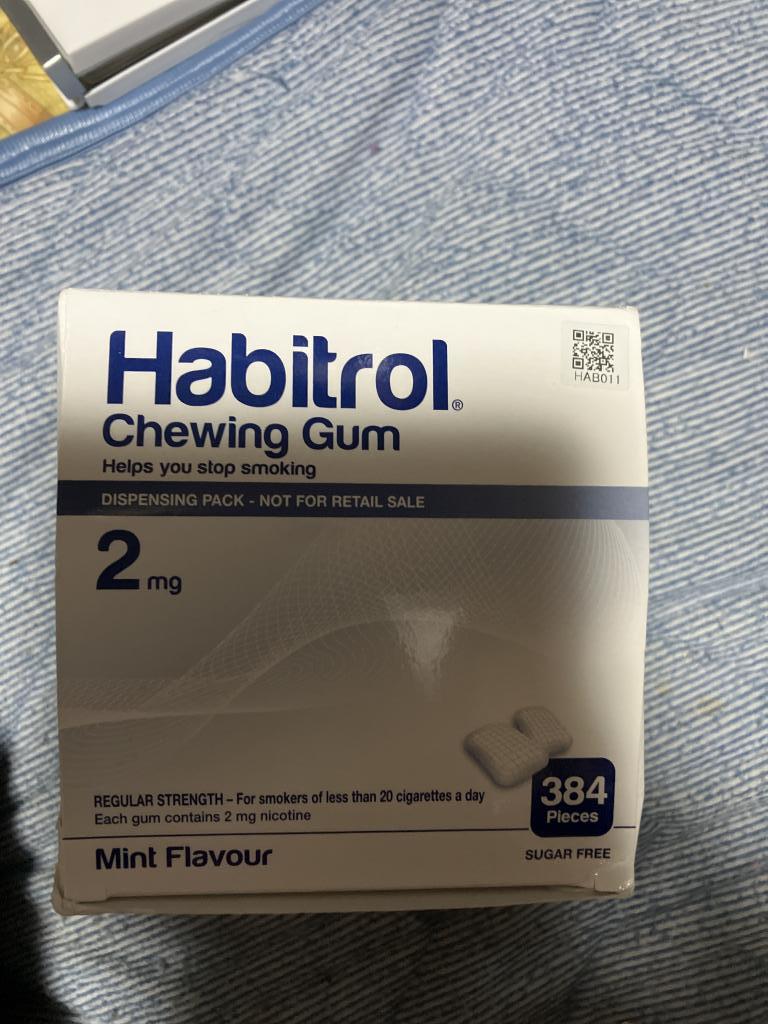 Habitrol®
HAB011
Chewing Gum
Helps you stop smoking
DISPENSING PACK - NOT FOR RETAIL SALE
2 mg
REGULAR STRENGTH – For smokers of less than 20 cigarettes a day
Each gum contains 2 mg nicotine
384
Pieces
Mint Flavour
SUGAR FREE